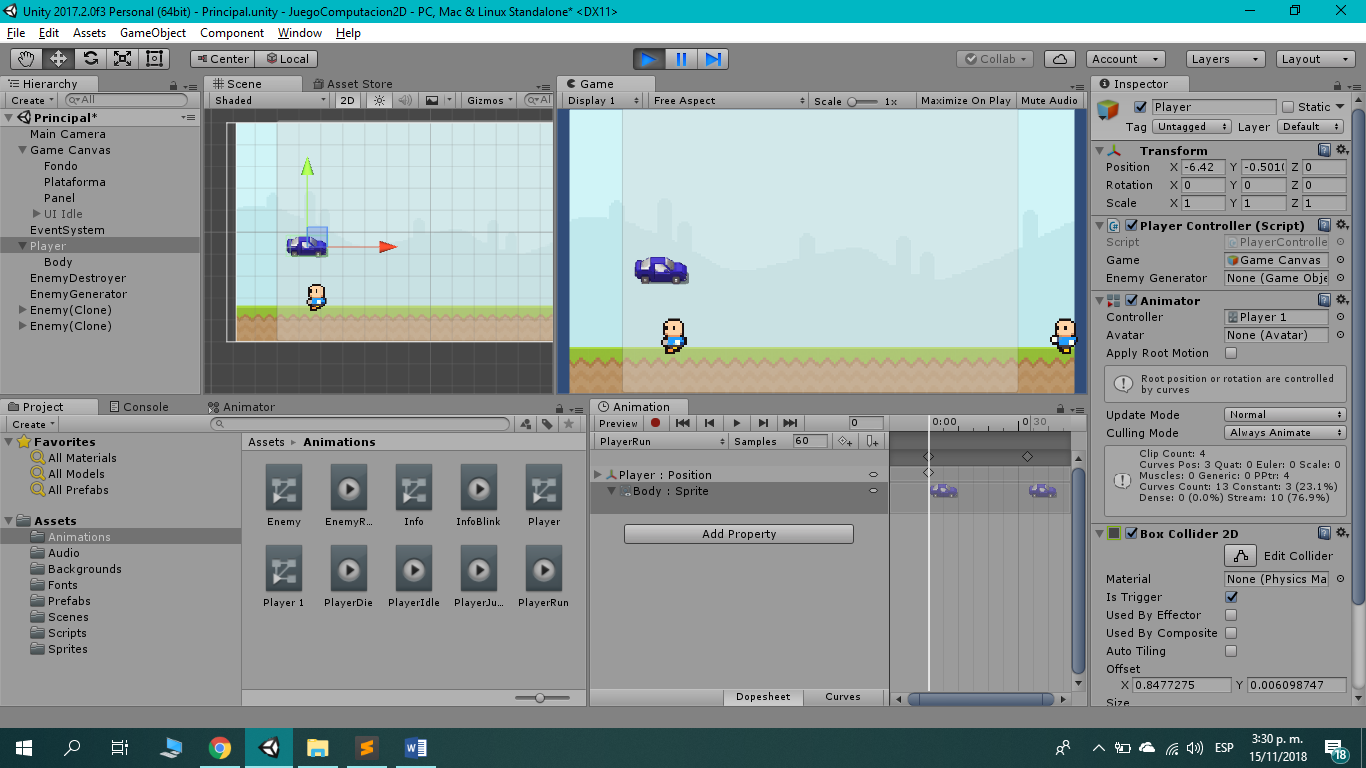 Unity 2017.2.0f3 Personal (64bit) - Principal.unity - JuegoComputacion2D - PC, Mac & Linux Standalone* <DX11>
File Edit Assets GameObject Component Window Help
Center Local Collab Account Layers Layout
Hierarchy
Create All
Principal*
Main Camera
Game Canvas
Fondo
Plataforma
Panel
UI Idle
EventSystem
Player
Body
EnemyDestroyer
EnemyGenerator
Enemy(Clone)
Enemy(Clone)
Scene Asset Store
Shaded 2D Gizmos All
Game
Display 1 Free Aspect Scale 1x Maximize On Play Mute Audio
Inspector
Player Static
Tag Untagged Layer Default
Transform
Position X -6.42 Y -0.501( Z 0
Rotation X 0 Y 0 Z 0
Scale X 1 Y 1 Z 1
Player Controller (Script)
Script PlayerControlle
Game Game Canvas
Enemy Generator None (Game Obje
Animator
Controller Player 1
Avatar None (Avatar)
Apply Root Motion
Root position or rotation are controlled
by curves
Update Mode Normal
Culling Mode Always Animate
Clip Count: 4
Curves Pos: 3 Quat: 0 Euler: 0 Scale: 0
Muscles: 0 Generic: 0 PPtr: 4
Curves Count: 13 Constant: 3 (23.1%)
Dense: 0 (0.0%) Stream: 10 (76.9%)
Box Collider 2D
Edit Collider
Material None (Physics Ma
Is Trigger
Used By Effector
Used By Composite
Auto Tiling
Offset
X 0.8477275 Y 0.006098747
Size
Project Console Animator
Create
Favorites
All Materials
All Models
All Prefabs
Assets
Animations
Audio
Backgrounds
Fonts
Prefabs
Scenes
Scripts
Sprites
Assets Animations
Enemy EnemyR... Info InfoBlink Player
Player 1 PlayerDie PlayerIdle PlayerJu... PlayerRun
Animation
Preview 0 0:00 0:30
PlayerRun Samples 60
Player : Position
Body : Sprite
Add Property
Dopesheet Curves
ESP
3:30 p. m.
15/11/2018
18